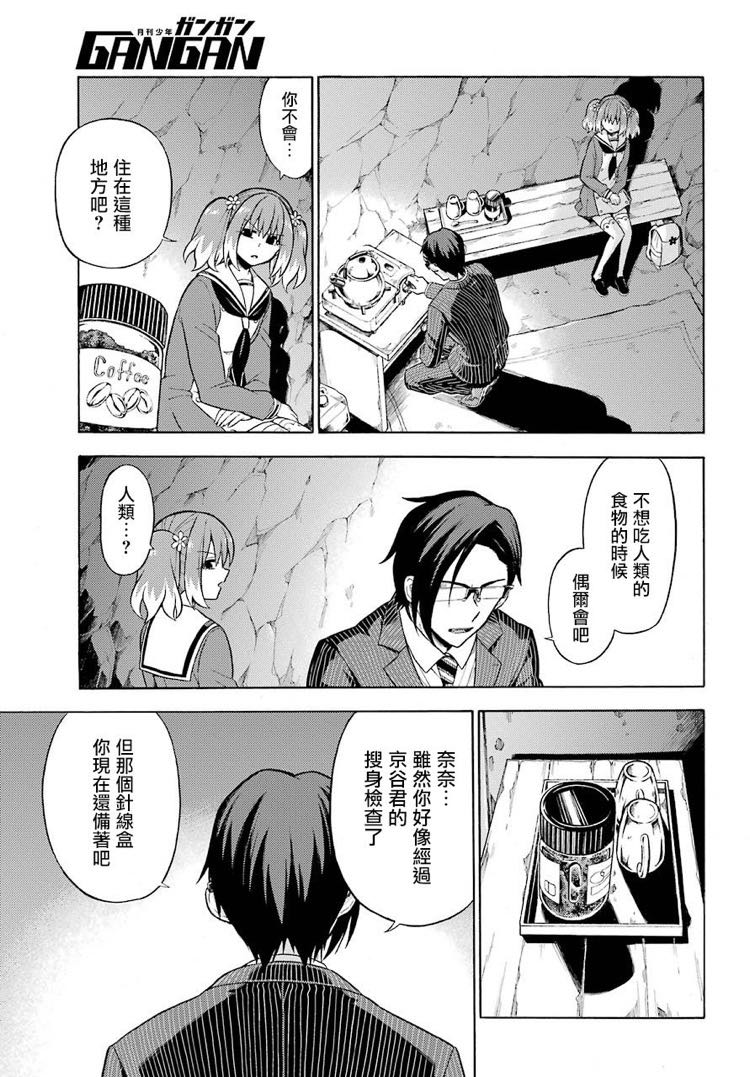 月刊少年
ガンガン
GANGAN
你不會…
住在這種
地方吧?
Coffee
不想吃人類的
食物的時候
偶爾會吧
人類…?
奈奈…
雖然你好像經過
京谷君的
搜身檢查了
但那個針線盒
你現在還備著吧